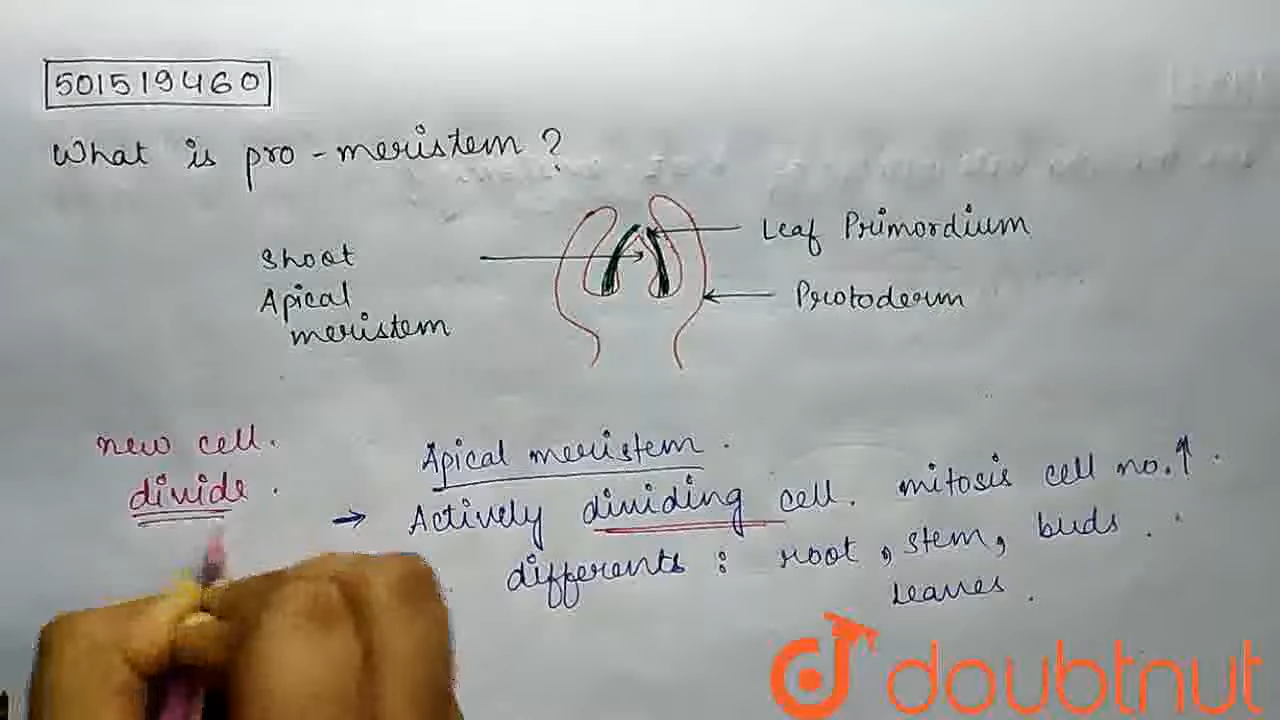 501519460
What is pro-meristem?
Leaf Primordium
Shoot
Apical
meristem
Protoderm
new cell.
divide.
Apical meristem.
→ Actively dividing cell. mitosis cell no.↑.
differents : root, stem, buds.
Leaves.
doubtnut